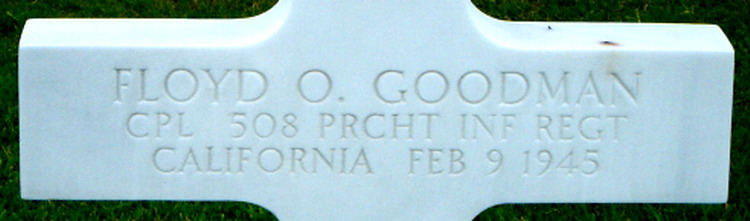 FLOYD O. GOODMAN
CPL 508 PRCHT INF REGT
CALIFORNIA FEB 9 1945